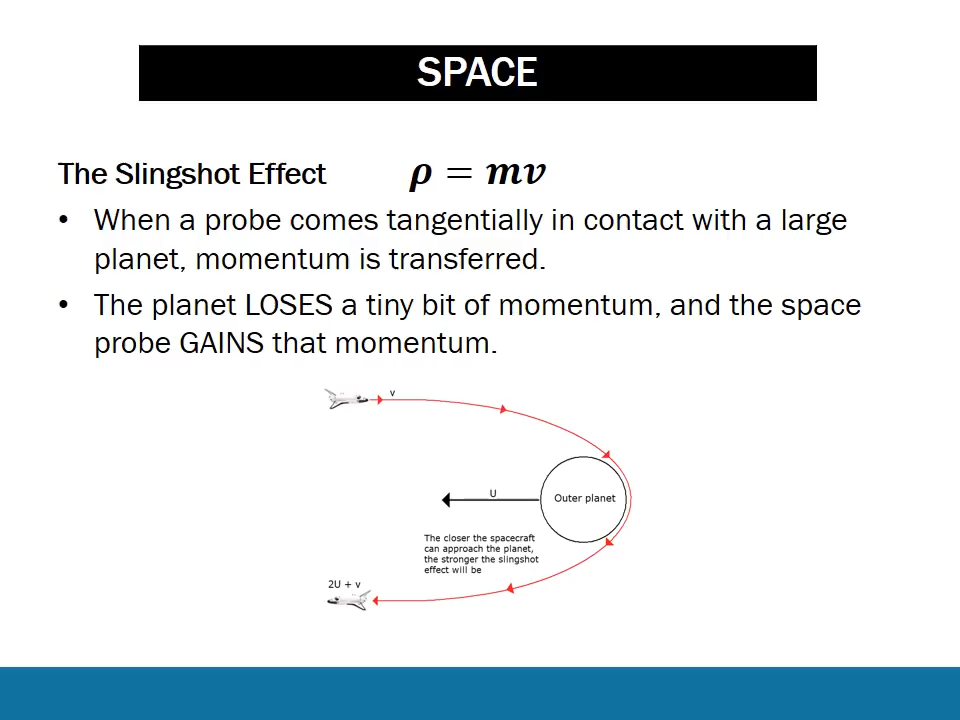 SPACE
The Slingshot Effect ρ = mv
• When a probe comes tangentially in contact with a large
planet, momentum is transferred.
• The planet LOSES a tiny bit of momentum, and the space
probe GAINS that momentum.
v
U
Outer planet
The closer the spacecraft
can approach the planet,
the stronger the slingshot
effect will be
2U + v